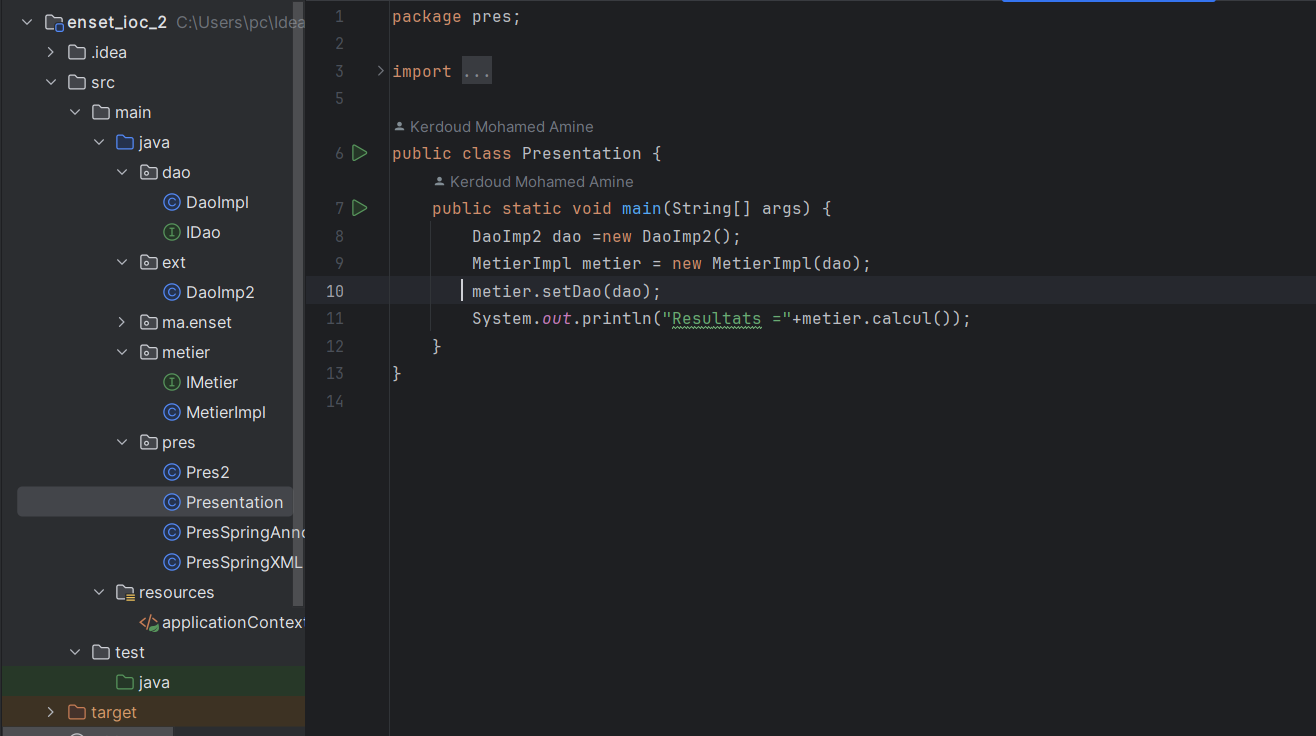 enset_ioc_2 C:\Users\pc\Idea
.idea
src
main
java
dao
DaoImpl
IDao
ext
DaoImp2
ma.enset
metier
IMetier
MetierImpl
pres
Pres2
Presentation
PresSpringAnno
PresSpringXML
resources
applicationContext
test
java
target
1 package pres;
2
3 import ...
5
Kerdoud Mohamed Amine
6 public class Presentation {
Kerdoud Mohamed Amine
7 public static void main(String[] args) {
8 DaoImp2 dao =new DaoImp2();
9 MetierImpl metier = new MetierImpl(dao);
10 metier.setDao(dao);
11 System.out.println("Resultats ="+metier.calcul());
12 }
13 }
14